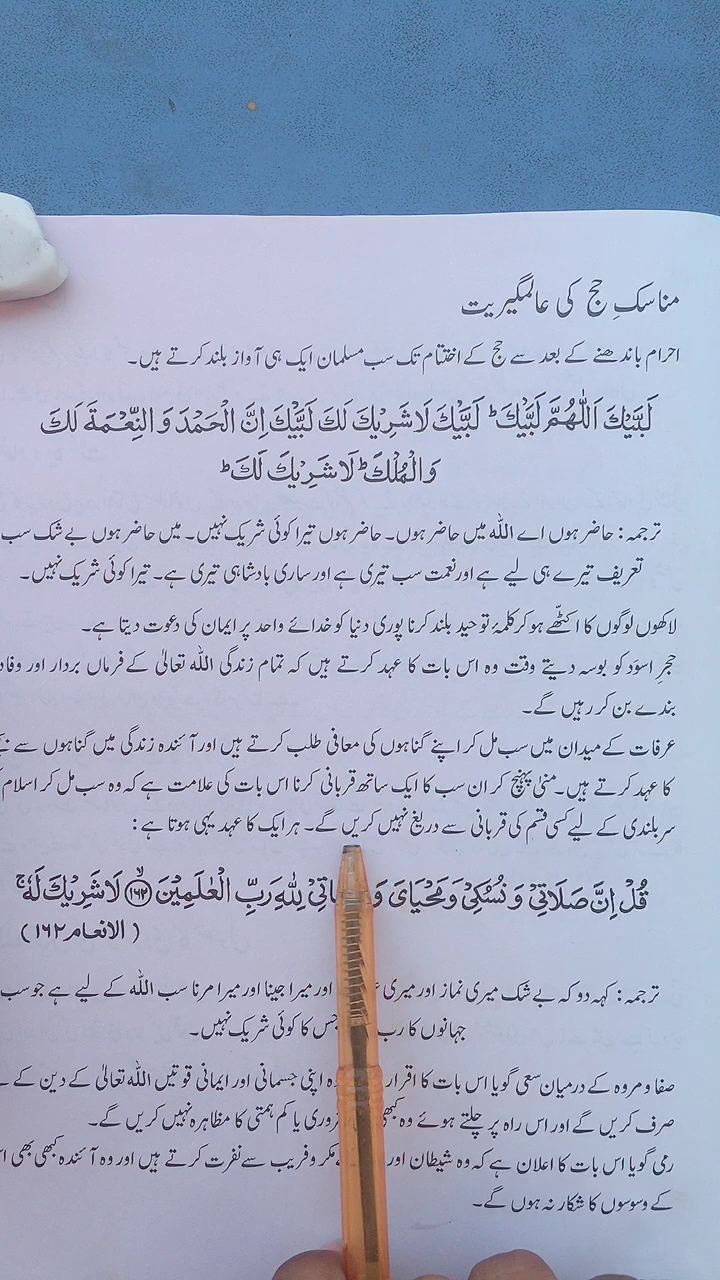 مناسکِ حج کی عالمگیریت
احرام باندھنے کے بعد سے حج کے اختتام تک سب مسلمان ایک ہی آواز بلند کرتے ہیں۔
لَبَّيْكَ اَللّٰهُمَّ لَبَّيْكَ ؕ لَبَّيْكَ لَا شَرِيْكَ لَكَ لَبَّيْكَ اِنَّ الْحَمْدَ وَ النِّعْمَةَ لَكَ
وَالْمُلْكَ ؕ لَا شَرِيْكَ لَكَ ؕ
ترجمہ: حاضر ہوں اے اللہ میں حاضر ہوں۔ حاضر ہوں تیرا کوئی شریک نہیں۔ میں حاضر ہوں بے شک سب
تعریف تیرے ہی لیے ہے اور نعمت سب تیری ہے اور ساری بادشاہی تیری ہے۔ تیرا کوئی شریک نہیں۔
لاکھوں لوگوں کا اکٹھے ہو کر کلمۂ توحید بلند کرنا پوری دنیا کو خدائے واحد پر ایمان کی دعوت دیتا ہے۔
حجرِ اسوَد کو بوسہ دیتے وقت وہ اس بات کا عہد کرتے ہیں کہ تمام زندگی اللہ تعالیٰ کے فرماں بردار اور
بندے بن کر رہیں گے۔
عرفات کے میدان میں سب مل کر اپنے گناہوں کی معافی طلب کرتے ہیں اور آئندہ زندگی میں گناہوں سے
کا عہد کرتے ہیں۔ منیٰ پہنچ کر ان سب کا ایک ساتھ قربانی کرنا اس بات کی علامت ہے کہ وہ سب مل کر اسلام
سربلندی کے لیے کسی قسم کی قربانی سے دریغ نہیں کریں گے۔ ہر ایک کا عہد یہی ہوتا ہے:
قُلْ اِنَّ صَلَاتِيْ وَ نُسُكِيْ وَ مَحْيَايَ لِلّٰهِ رَبِّ الْعٰلَمِيْنَ ۙ﴿۱۶۲﴾ لَا شَرِيْكَ لَهٗ ۚ
(الانعام ۱۶۲)
ترجمہ: کہہ دو کہ بے شک میری نماز اور میری اور میرا جینا اور میرا مرنا سب اللہ کے لیے ہے جو سب
جہانوں کا رب جس کا کوئی شریک نہیں۔
صفا و مروہ کے درمیان سعی گویا اس بات کا اقرار اپنی جسمانی اور ایمانی قوتیں اللہ تعالیٰ کے دین کے
صرف کریں گے اور اس راہ پر چلتے ہوئے وہ کبھی یا کم ہمتی کا مظاہرہ نہیں کریں گے۔
رمی گویا اس بات کا اعلان ہے کہ وہ شیطان اور مکر و فریب سے نفرت کرتے ہیں اور وہ آئندہ کبھی بھی
کے وسوسوں کا شکار نہ ہوں گے۔